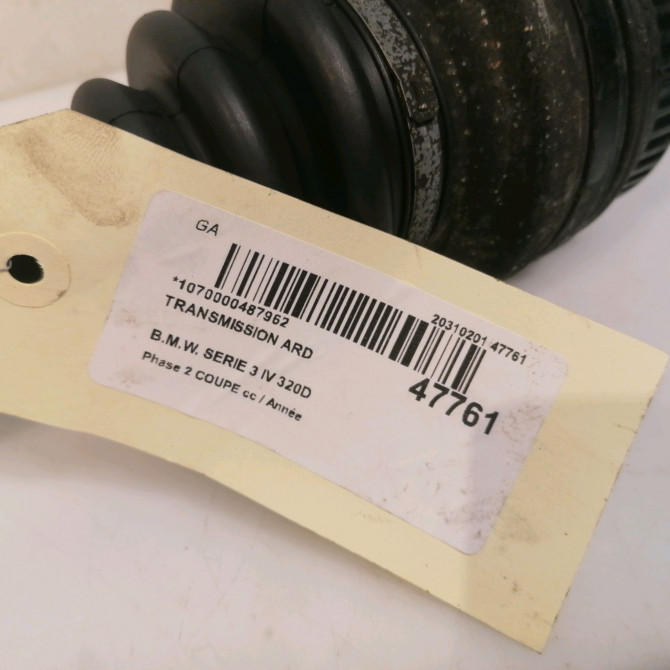 GA
*1070000487962
20310201 47761
TRANSMISSION ARD
B.M.W. SERIE 3 IV 320D
47761
Phase 2 COUPE cc / Année